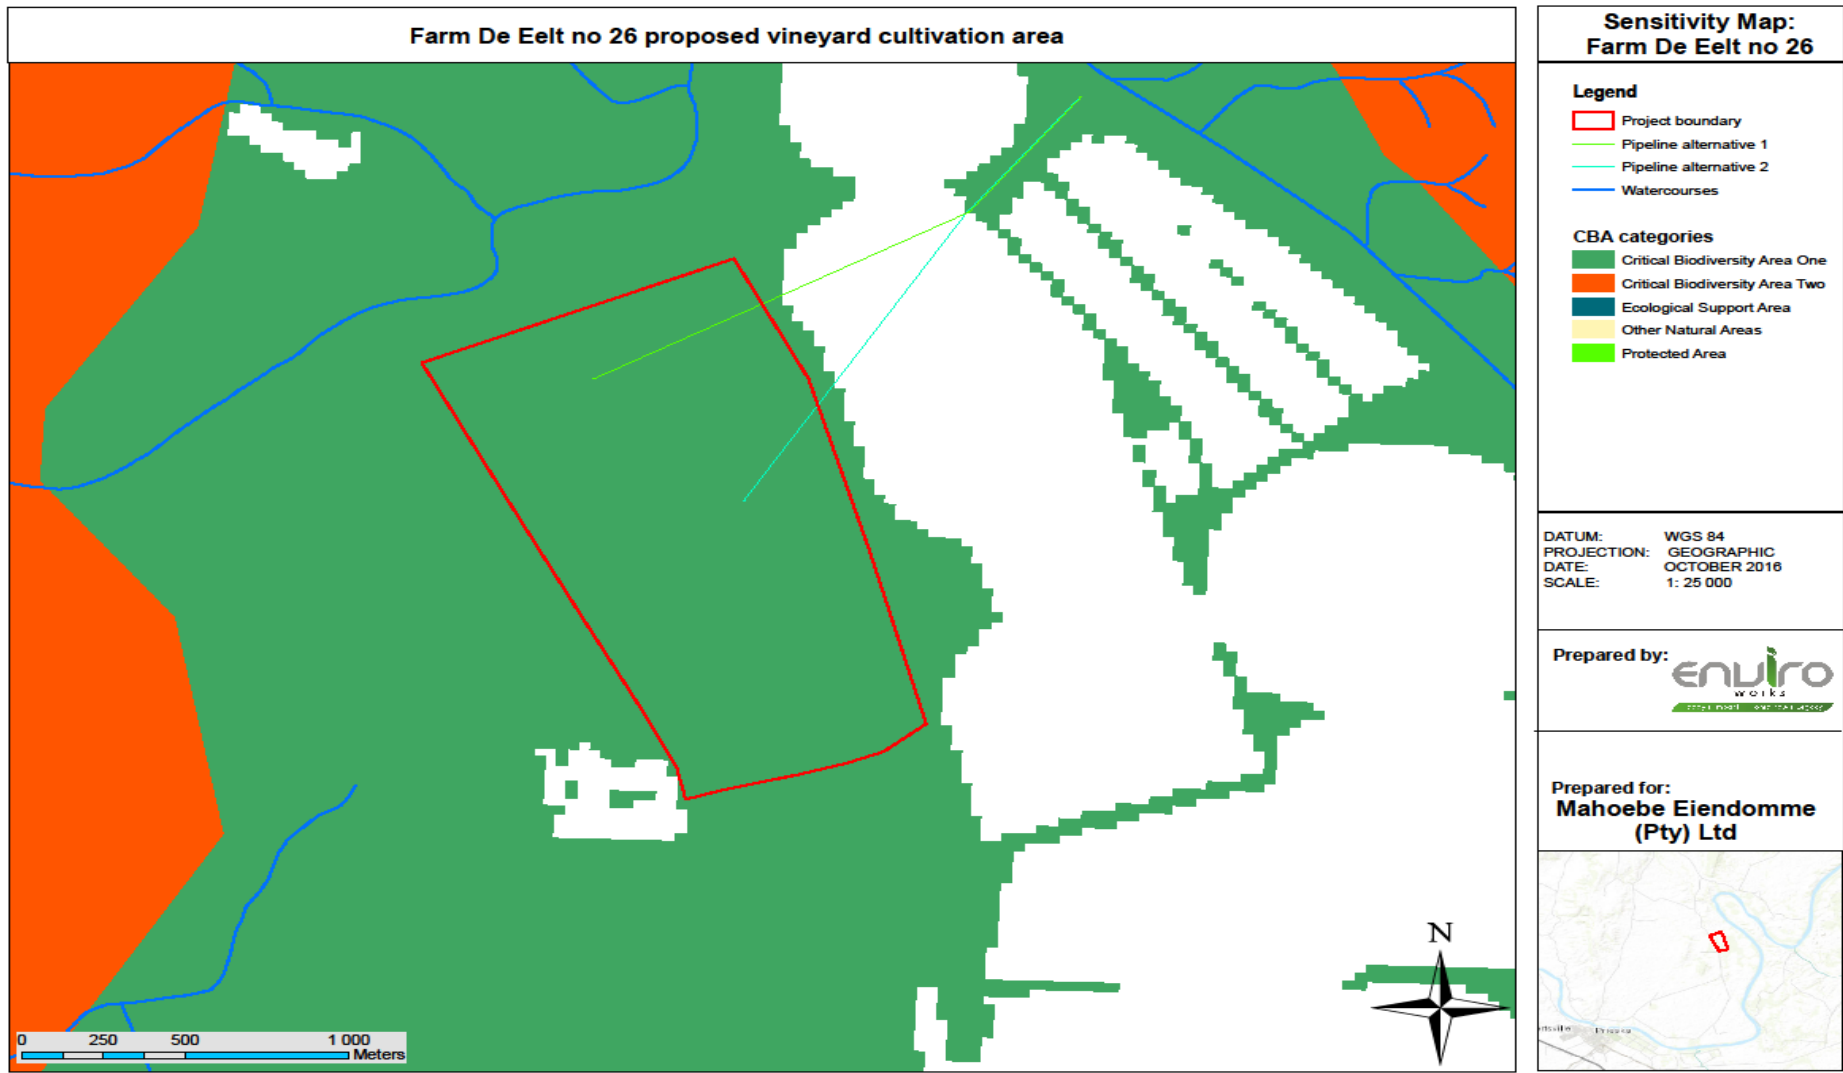 Farm De Eelt no 26 proposed vineyard cultivation area
Sensitivity Map:
Farm De Eelt no 26
Legend
Project boundary
Pipeline alternative 1
Pipeline alternative 2
Watercourses
CBA categories
Critical Biodiversity Area One
Critical Biodiversity Area Two
Ecological Support Area
Other Natural Areas
Protected Area
DATUM: WGS 84
PROJECTION: GEOGRAPHIC
DATE: OCTOBER 2016
SCALE: 1: 25 000
Prepared by:
enviro
works
Prepared for:
Mahoebe Eiendomme
(Pty) Ltd
N
0 250 500 1 000
Meters
Prieska